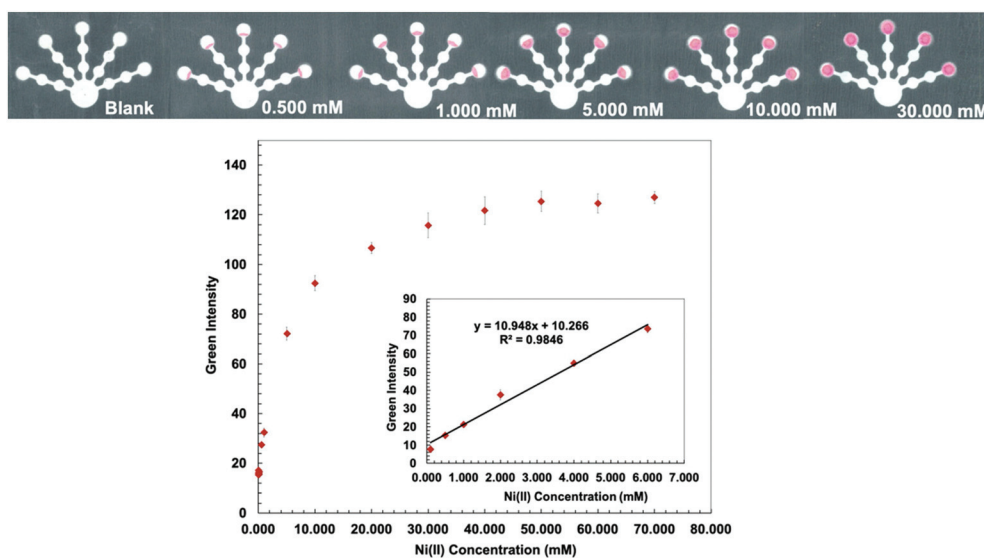 Blank
0.500 mM
1.000 mM
5.000 mM
10.000 mM
30.000 mM
140
120
100
80
60
40
20
0
Green Intensity
0.000 10.000 20.000 30.000 40.000 50.000 60.000 70.000 80.000
Ni(II) Concentration (mM)
90
80
70
60
50
40
30
20
10
0
Green Intensity
y = 10.948x + 10.266
R² = 0.9846
0.000 1.000 2.000 3.000 4.000 5.000 6.000 7.000
Ni(II) Concentration (mM)